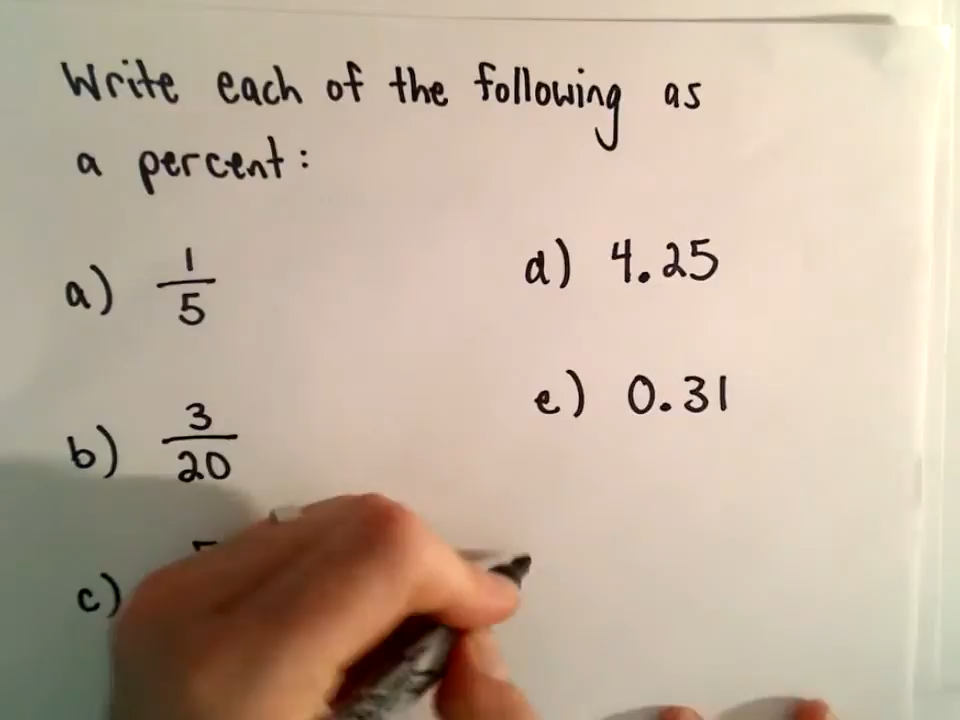 Write each of the following as
a percent:
a) 1/5
b) 3/20
c)
d) 4.25
e) 0.31